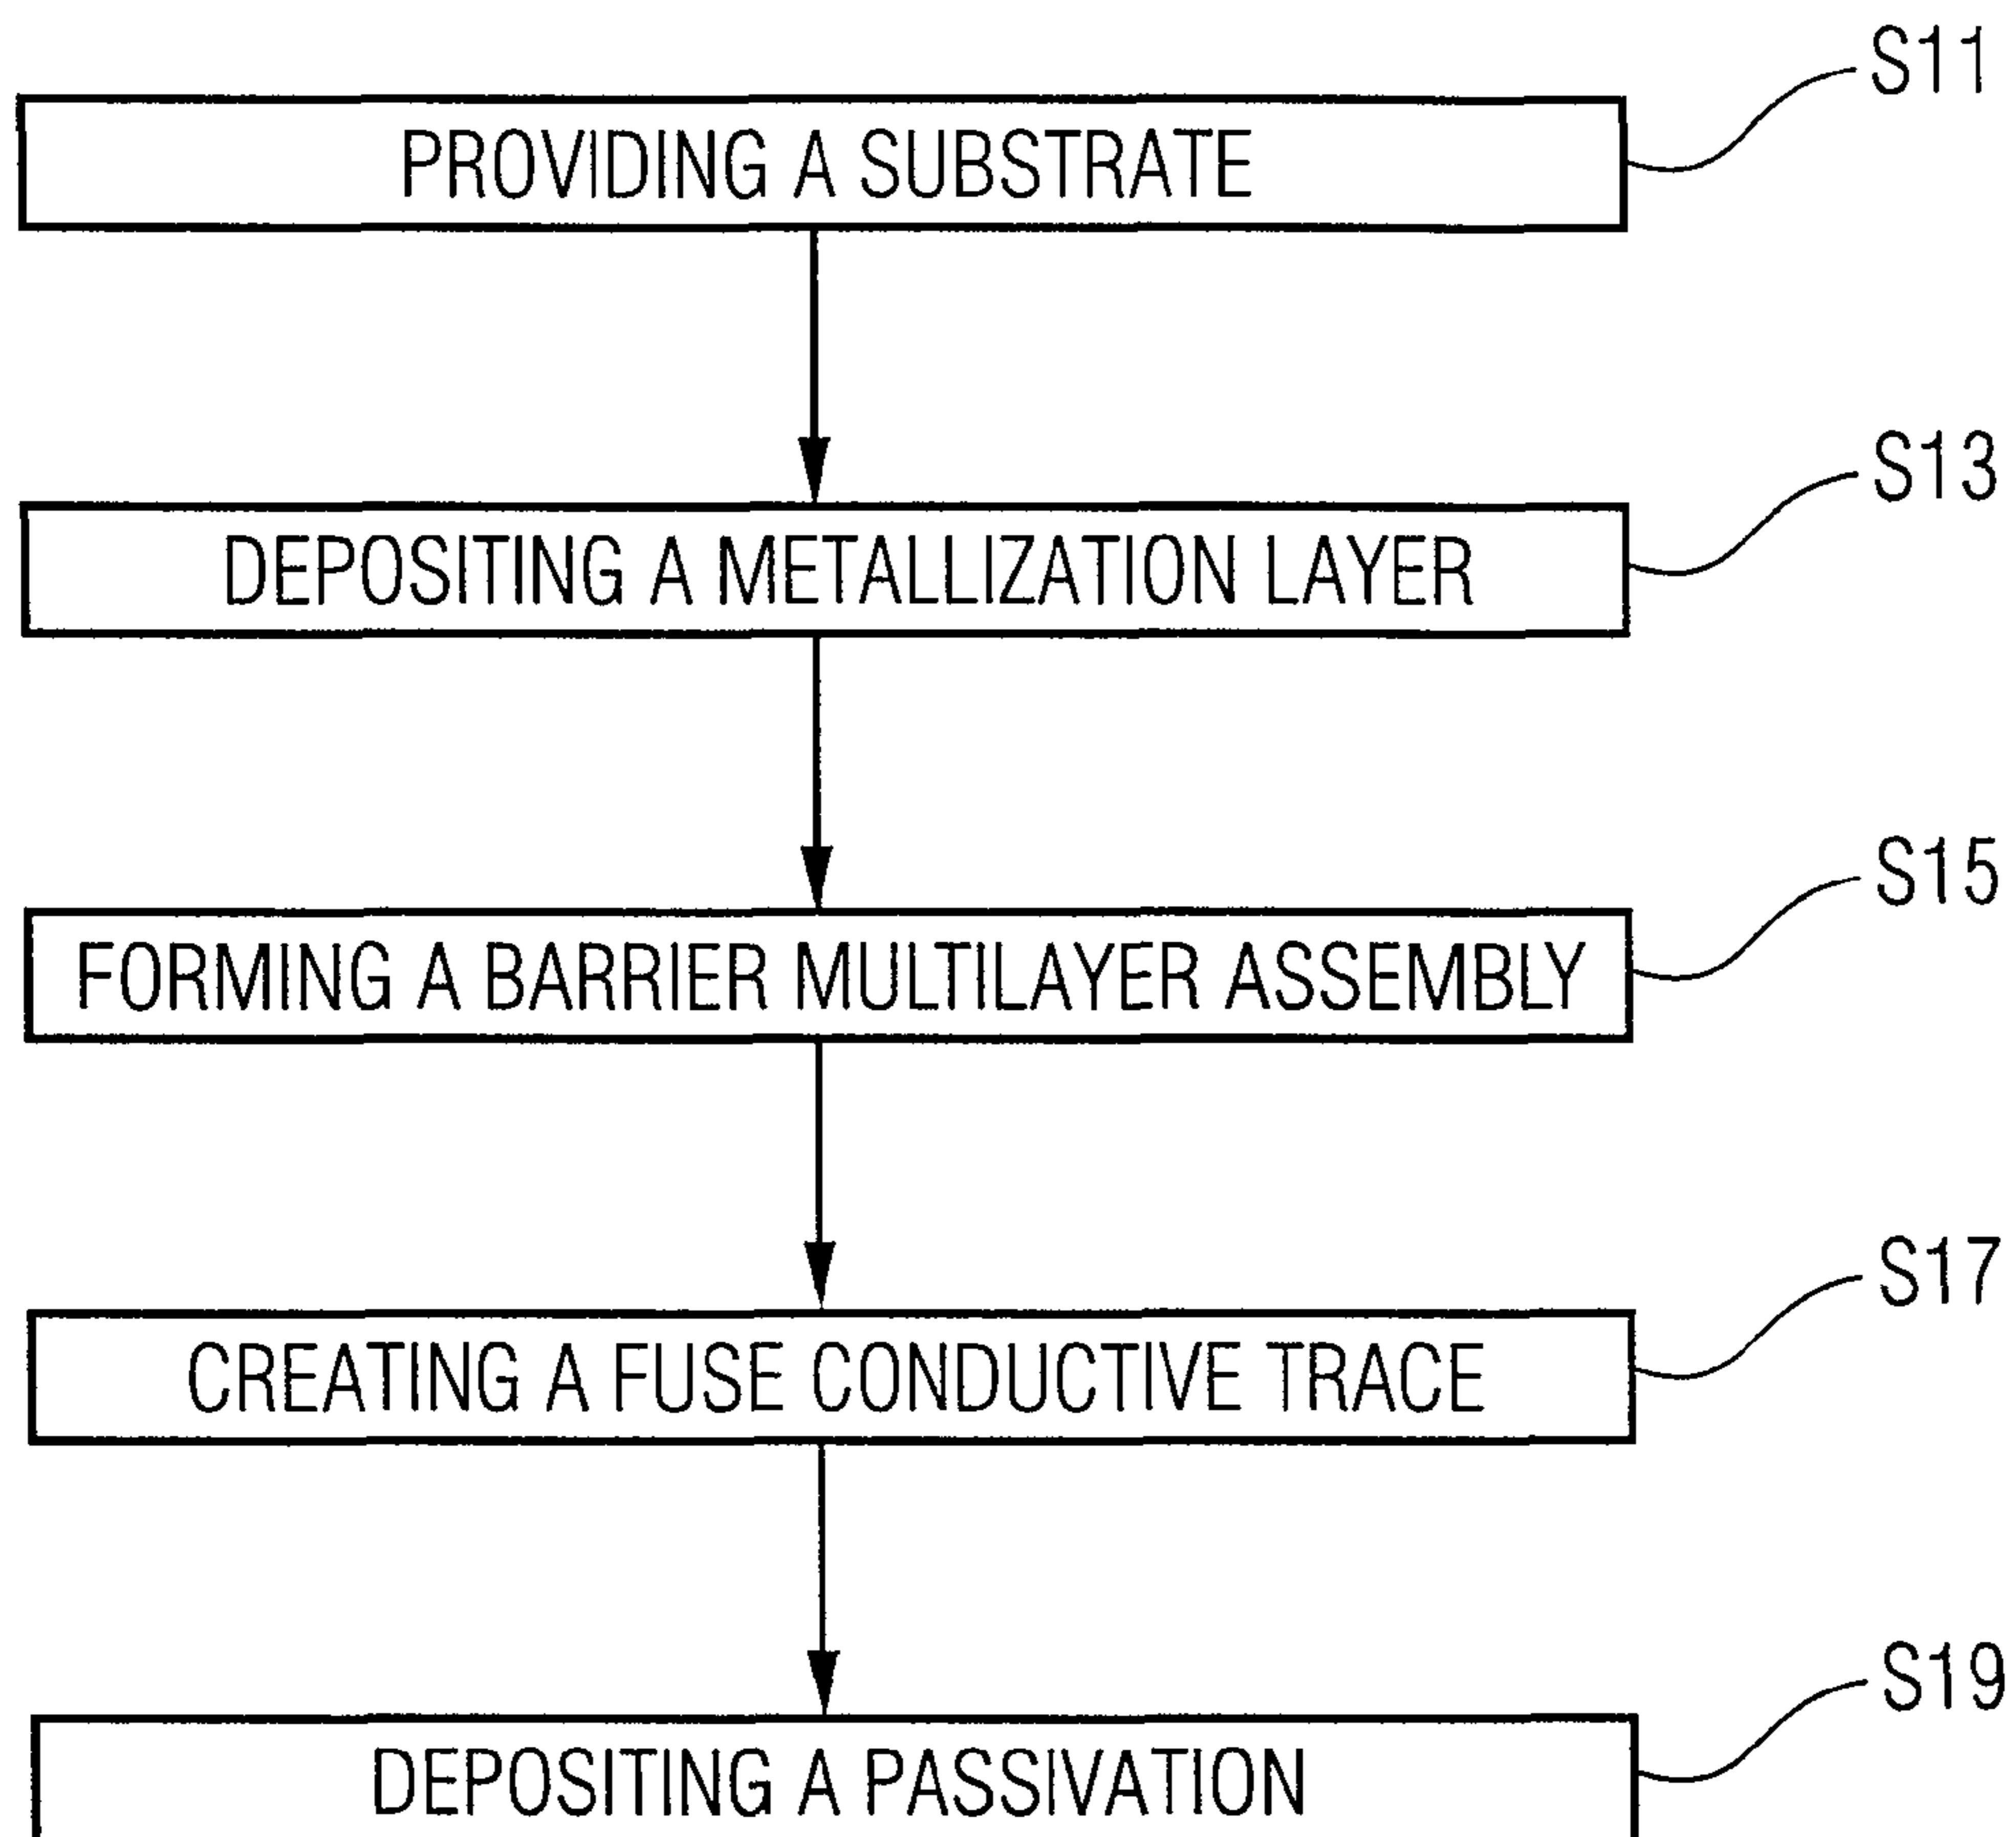 S11
PROVIDING A SUBSTRATE
S13
DEPOSITING A METALLIZATION LAYER
S15
FORMING A BARRIER MULTILAYER ASSEMBLY
S17
CREATING A FUSE CONDUCTIVE TRACE
S19
DEPOSITING A PASSIVATION